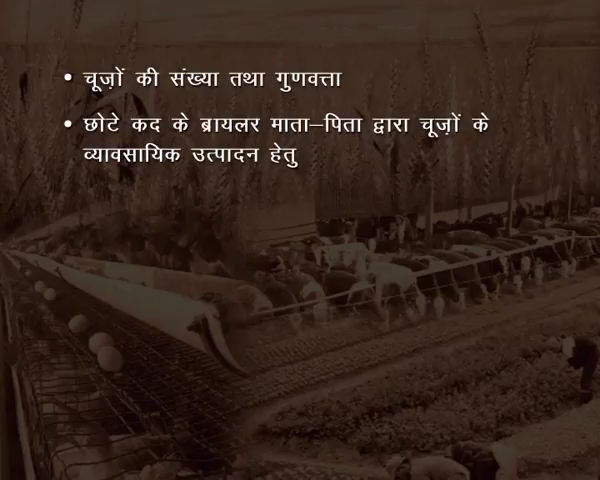 • चूज़ों की संख्या तथा गुणवत्ता
• छोटे कद के ब्रायलर माता–पिता द्वारा चूज़ों के
व्यावसायिक उत्पादन हेतु